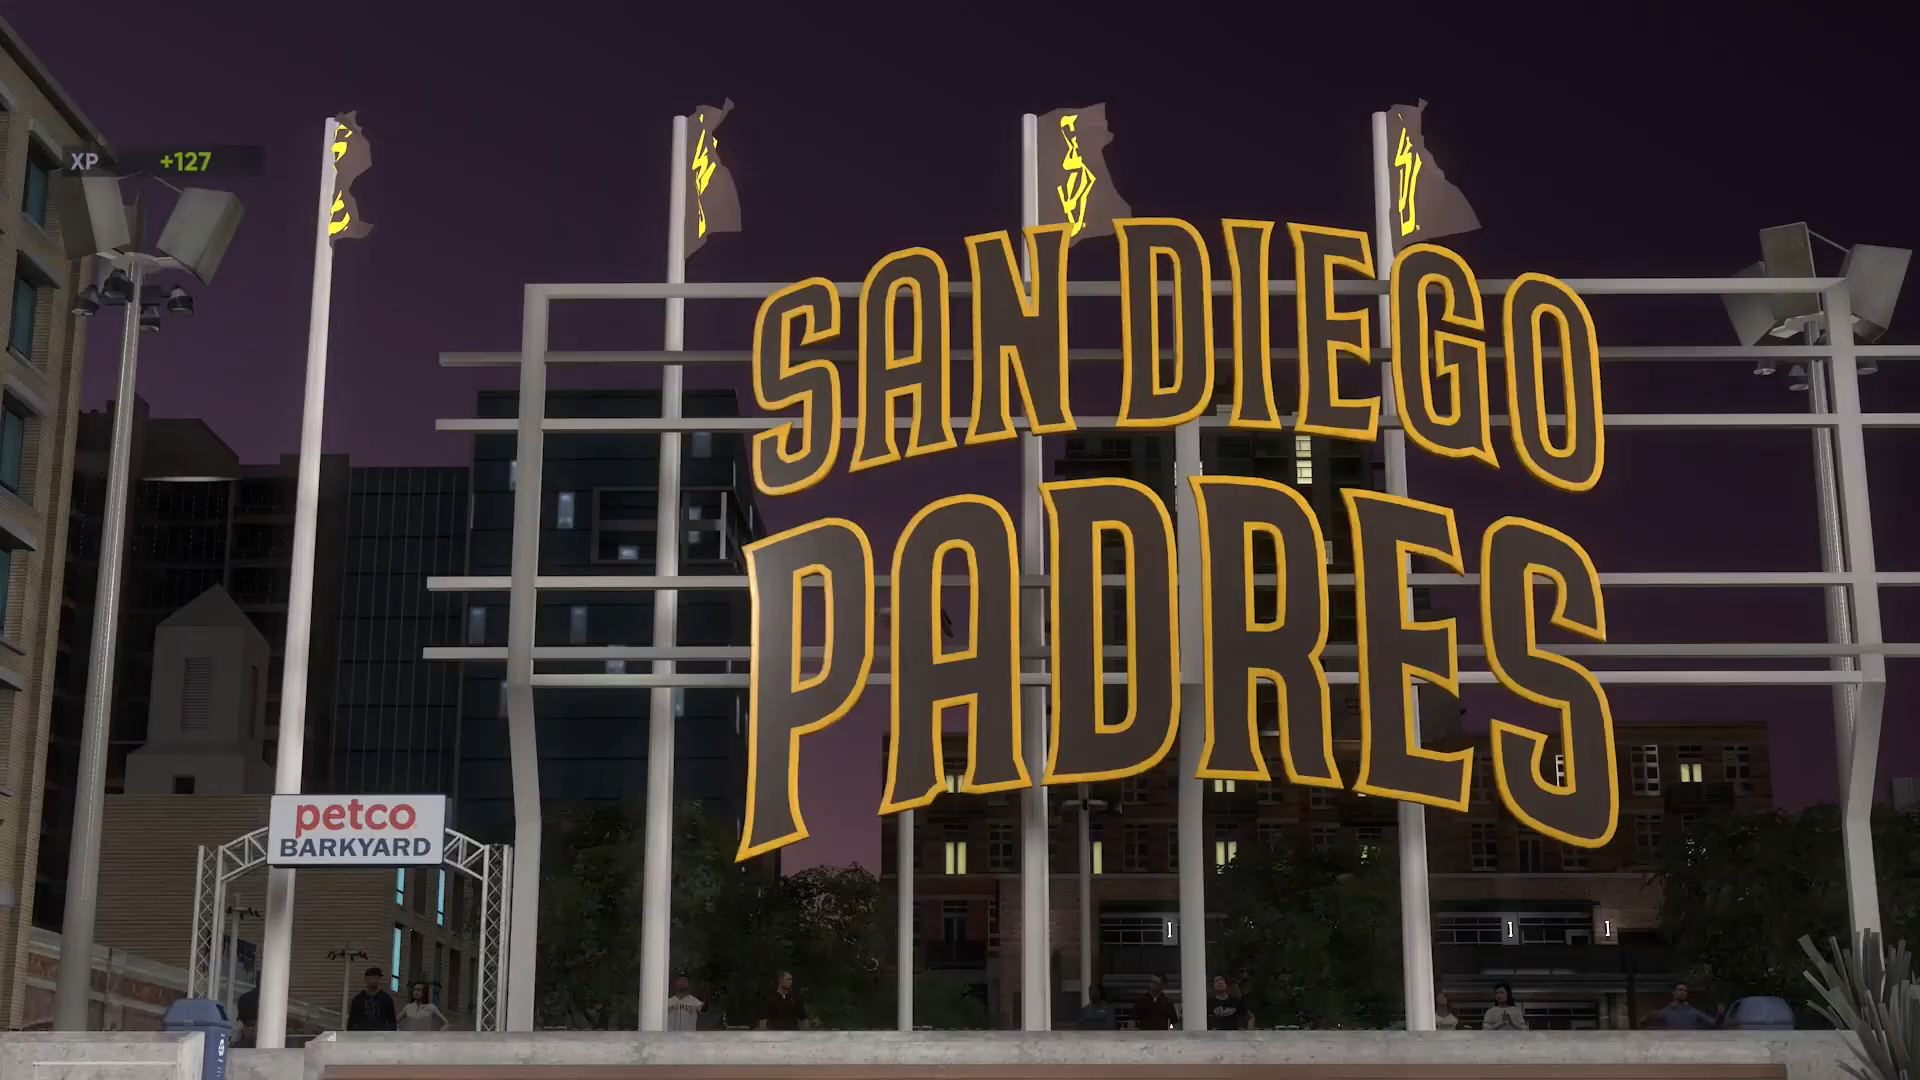 XP +127
SAN DIEGO
PADRES
petco
BARKYARD